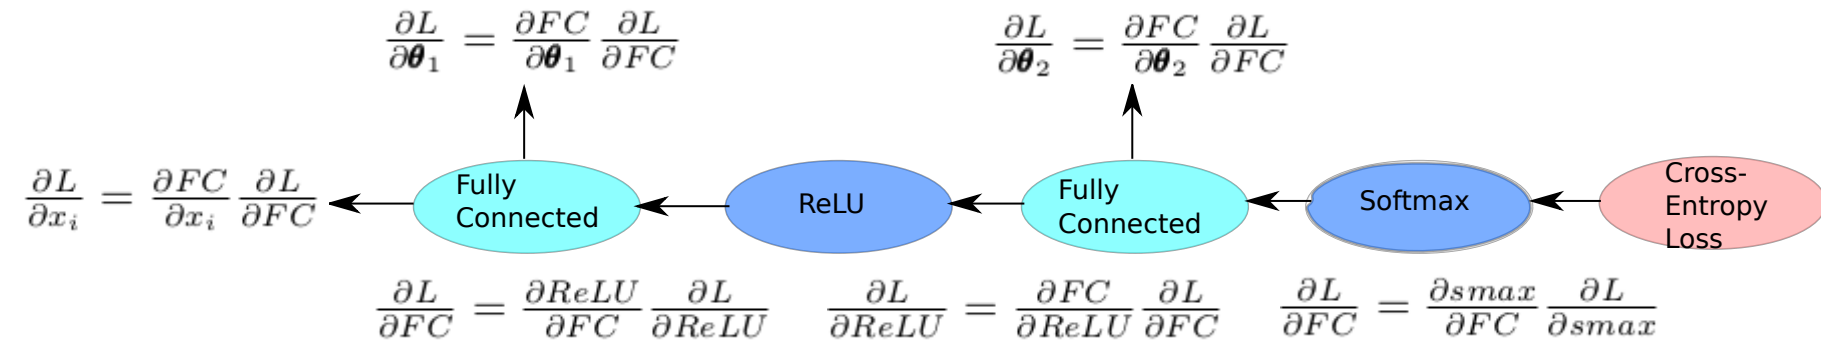 ∂L/∂θ₁ = ∂FC/∂θ₁ ∂L/∂FC
∂L/∂θ₂ = ∂FC/∂θ₂ ∂L/∂FC
∂L/∂xᵢ = ∂FC/∂xᵢ ∂L/∂FC
Fully
Connected
ReLU
Fully
Connected
Softmax
Cross-
Entropy
Loss
∂L/∂FC = ∂ReLU/∂FC ∂L/∂ReLU
∂L/∂ReLU = ∂FC/∂ReLU ∂L/∂FC
∂L/∂FC = ∂smax/∂FC ∂L/∂smax